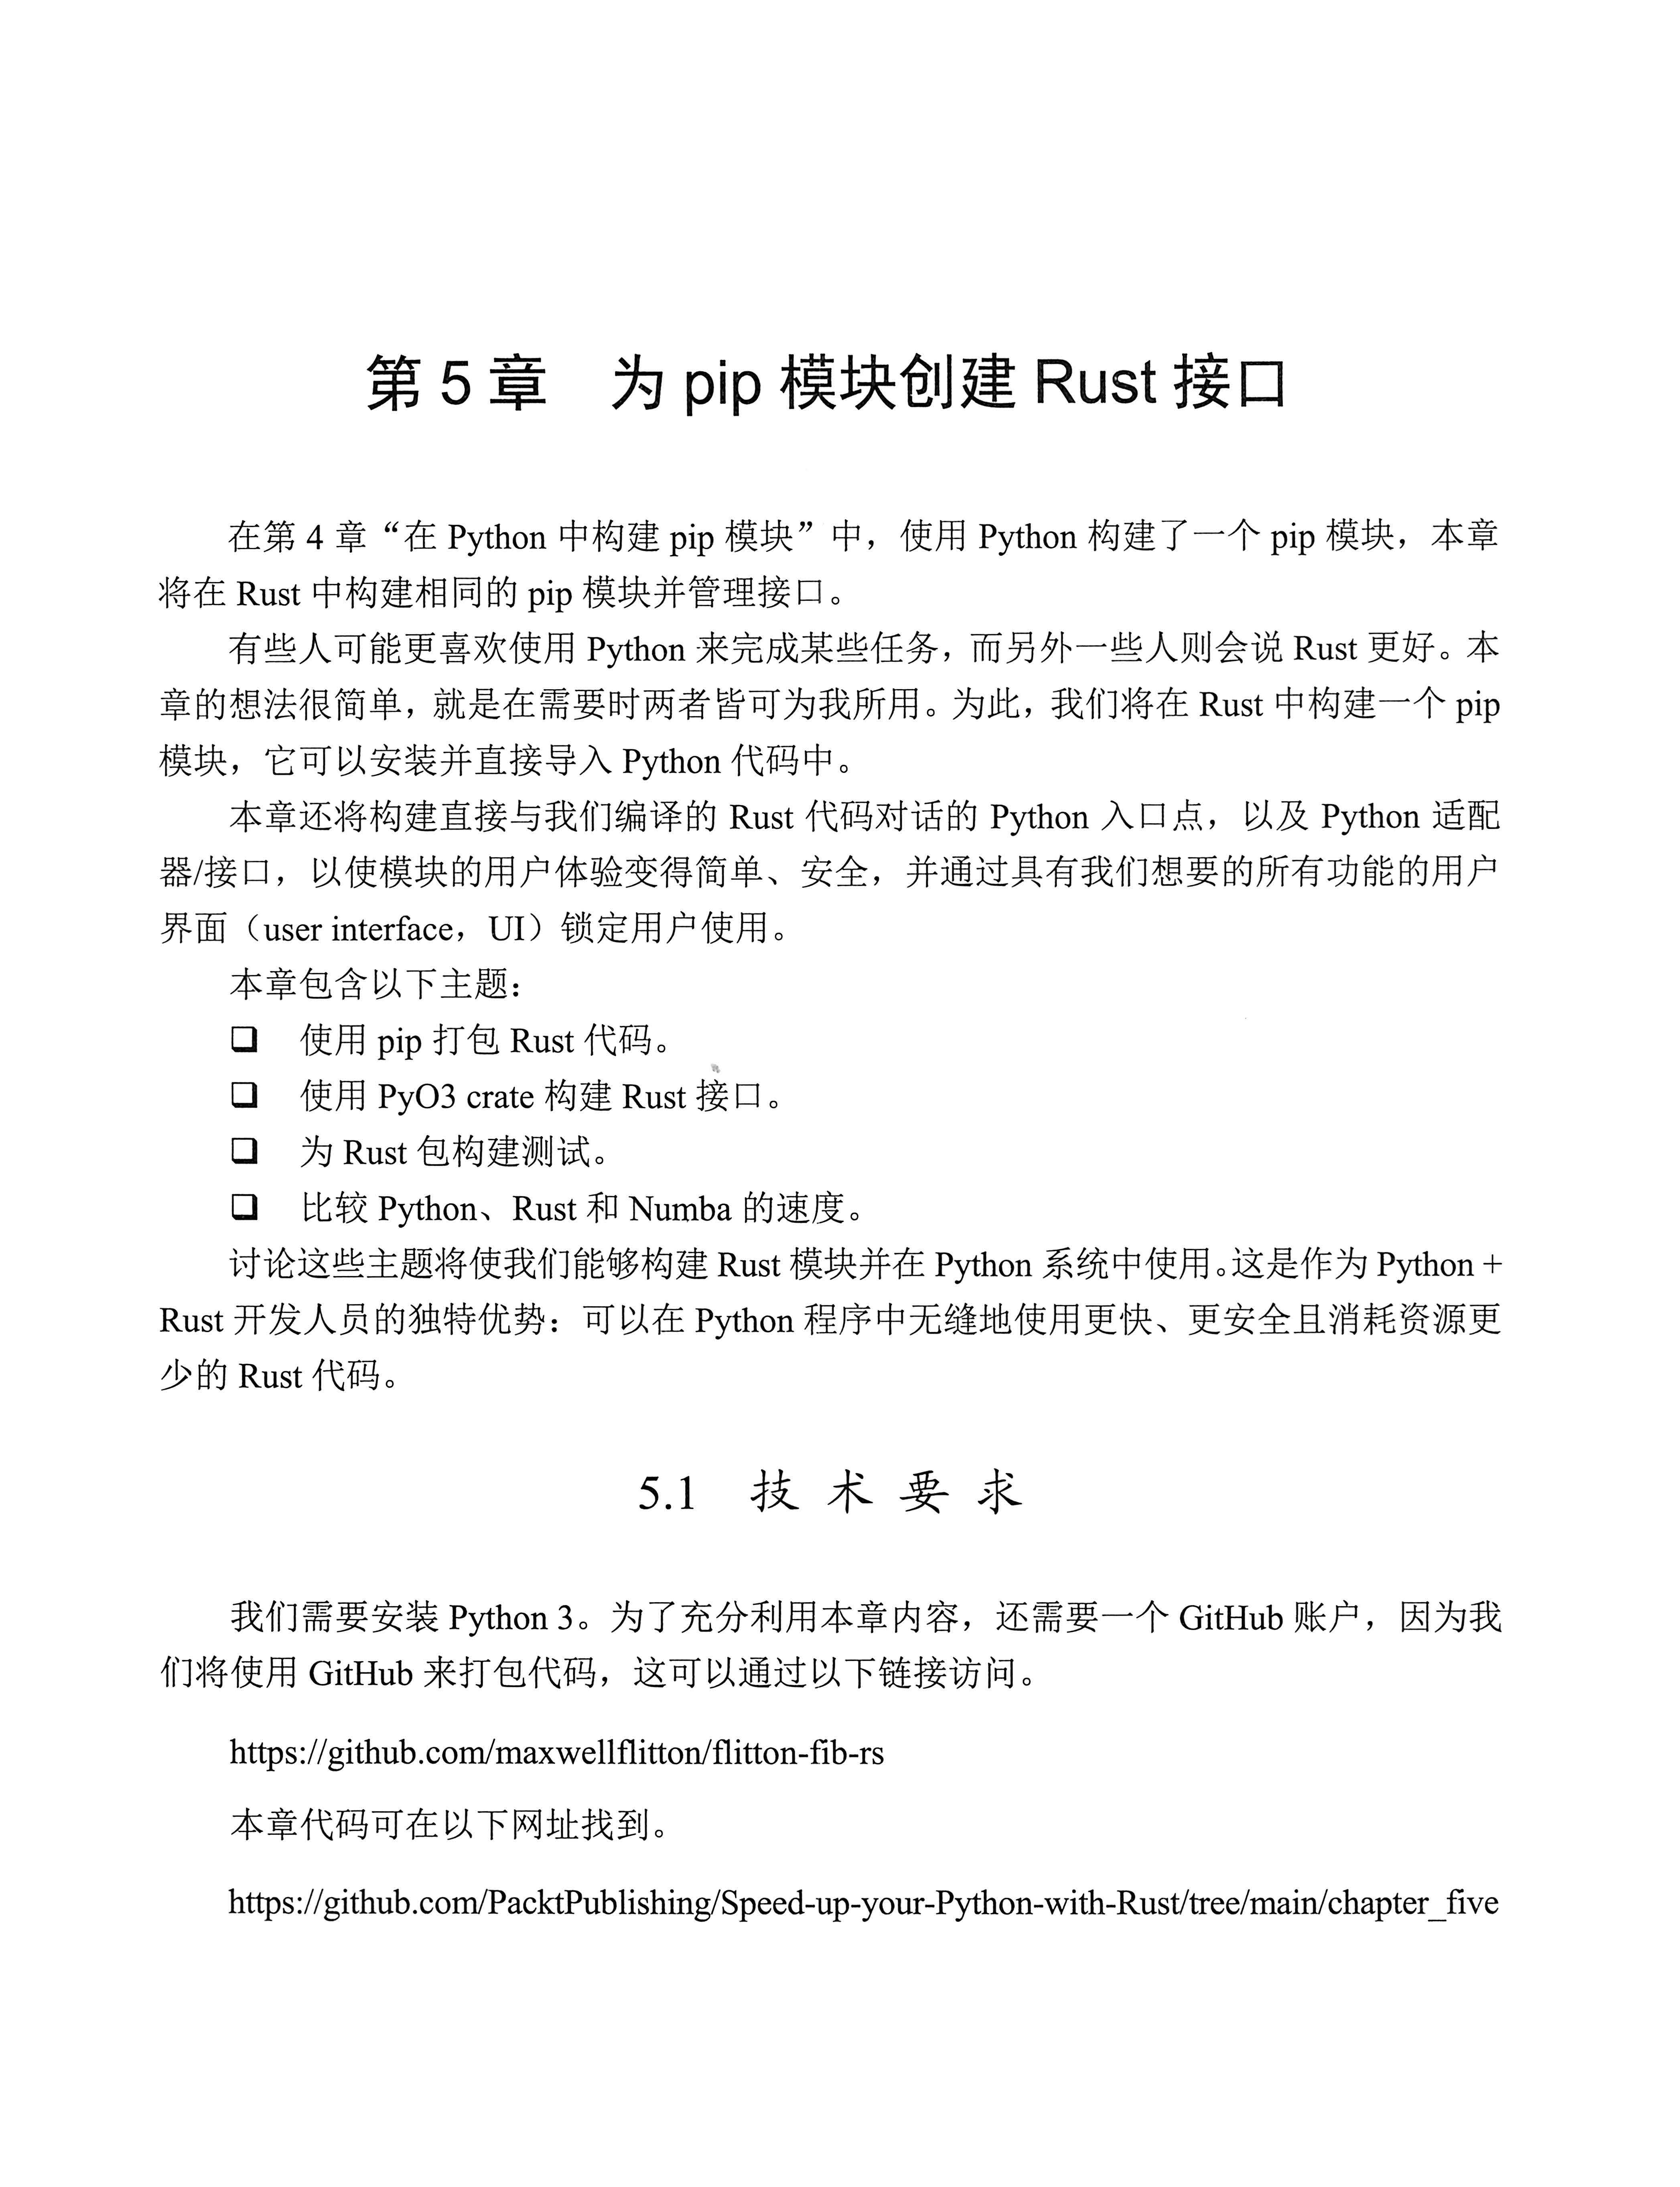 第 5 章　为 pip 模块创建 Rust 接口
在第 4 章“在 Python 中构建 pip 模块”中，使用 Python 构建了一个 pip 模块，本章
将在 Rust 中构建相同的 pip 模块并管理接口。
有些人可能更喜欢使用 Python 来完成某些任务，而另外一些人则会说 Rust 更好。本
章的想法很简单，就是在需要时两者皆可为我所用。为此，我们将在 Rust 中构建一个 pip
模块，它可以安装并直接导入 Python 代码中。
本章还将构建直接与我们编译的 Rust 代码对话的 Python 入口点，以及 Python 适配
器/接口，以使模块的用户体验变得简单、安全，并通过具有我们想要的所有功能的用户
界面（user interface，UI）锁定用户使用。
本章包含以下主题：
❑ 使用 pip 打包 Rust 代码。
❑ 使用 PyO3 crate 构建 Rust 接口。
❑ 为 Rust 包构建测试。
❑ 比较 Python、Rust 和 Numba 的速度。
讨论这些主题将使我们能够构建 Rust 模块并在 Python 系统中使用。这是作为 Python +
Rust 开发人员的独特优势：可以在 Python 程序中无缝地使用更快、更安全且消耗资源更
少的 Rust 代码。
5.1　技 术 要 求
我们需要安装 Python 3。为了充分利用本章内容，还需要一个 GitHub 账户，因为我
们将使用 GitHub 来打包代码，这可以通过以下链接访问。
https://github.com/maxwellflitton/flitton-fib-rs
本章代码可在以下网址找到。
https://github.com/PacktPublishing/Speed-up-your-Python-with-Rust/tree/main/chapter_five